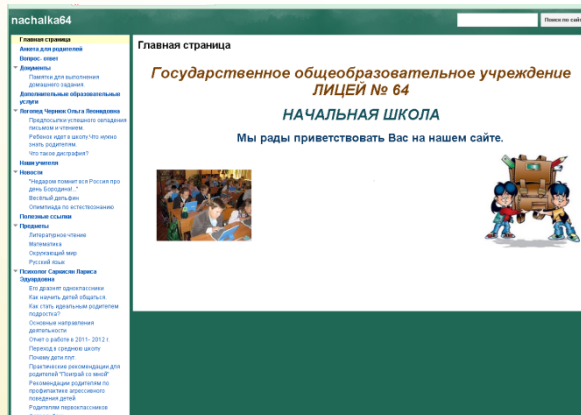 nachalka64
Поиск по сайту
Главная страница
Анкета для родителей
Вопрос- ответ
Документы
Памятки для выполнения
домашнего задания
Дополнительные образовательные
услуги
Логопед Черник Ольга Леонидовна
Предпосылки успешного овладения
письмом и чтением.
Ребенок идет в школу.Что нужно
знать родителям.
Что такое дисграфия?
Наши учителя
Новости
"Недаром помнит вся Россия про
день Бородина!.."
Весёлый дельфин
Олимпиада по естествознанию
Полезные ссылки
Предметы
Литературное чтение
Математика
Окружающий мир
Русский язык
Психолог Саркисян Лариса
Эдуардовна
Его дразнят одноклассники
Как научить детей общаться.
Как стать идеальным родителем
подростка?
Основные направления
деятельности
Отчет о работе в 2011- 2012 г.
Переход в среднюю школу
Почему дети лгут
Практические рекомендации для
родителей "Поиграй со мной"
Рекомендации родителям по
профилактике агрессивного
поведения детей
Родителям первоклассников
Главная страница
Государственное общеобразовательное учреждение
ЛИЦЕЙ № 64
НАЧАЛЬНАЯ ШКОЛА
Мы рады приветствовать Вас на нашем сайте.